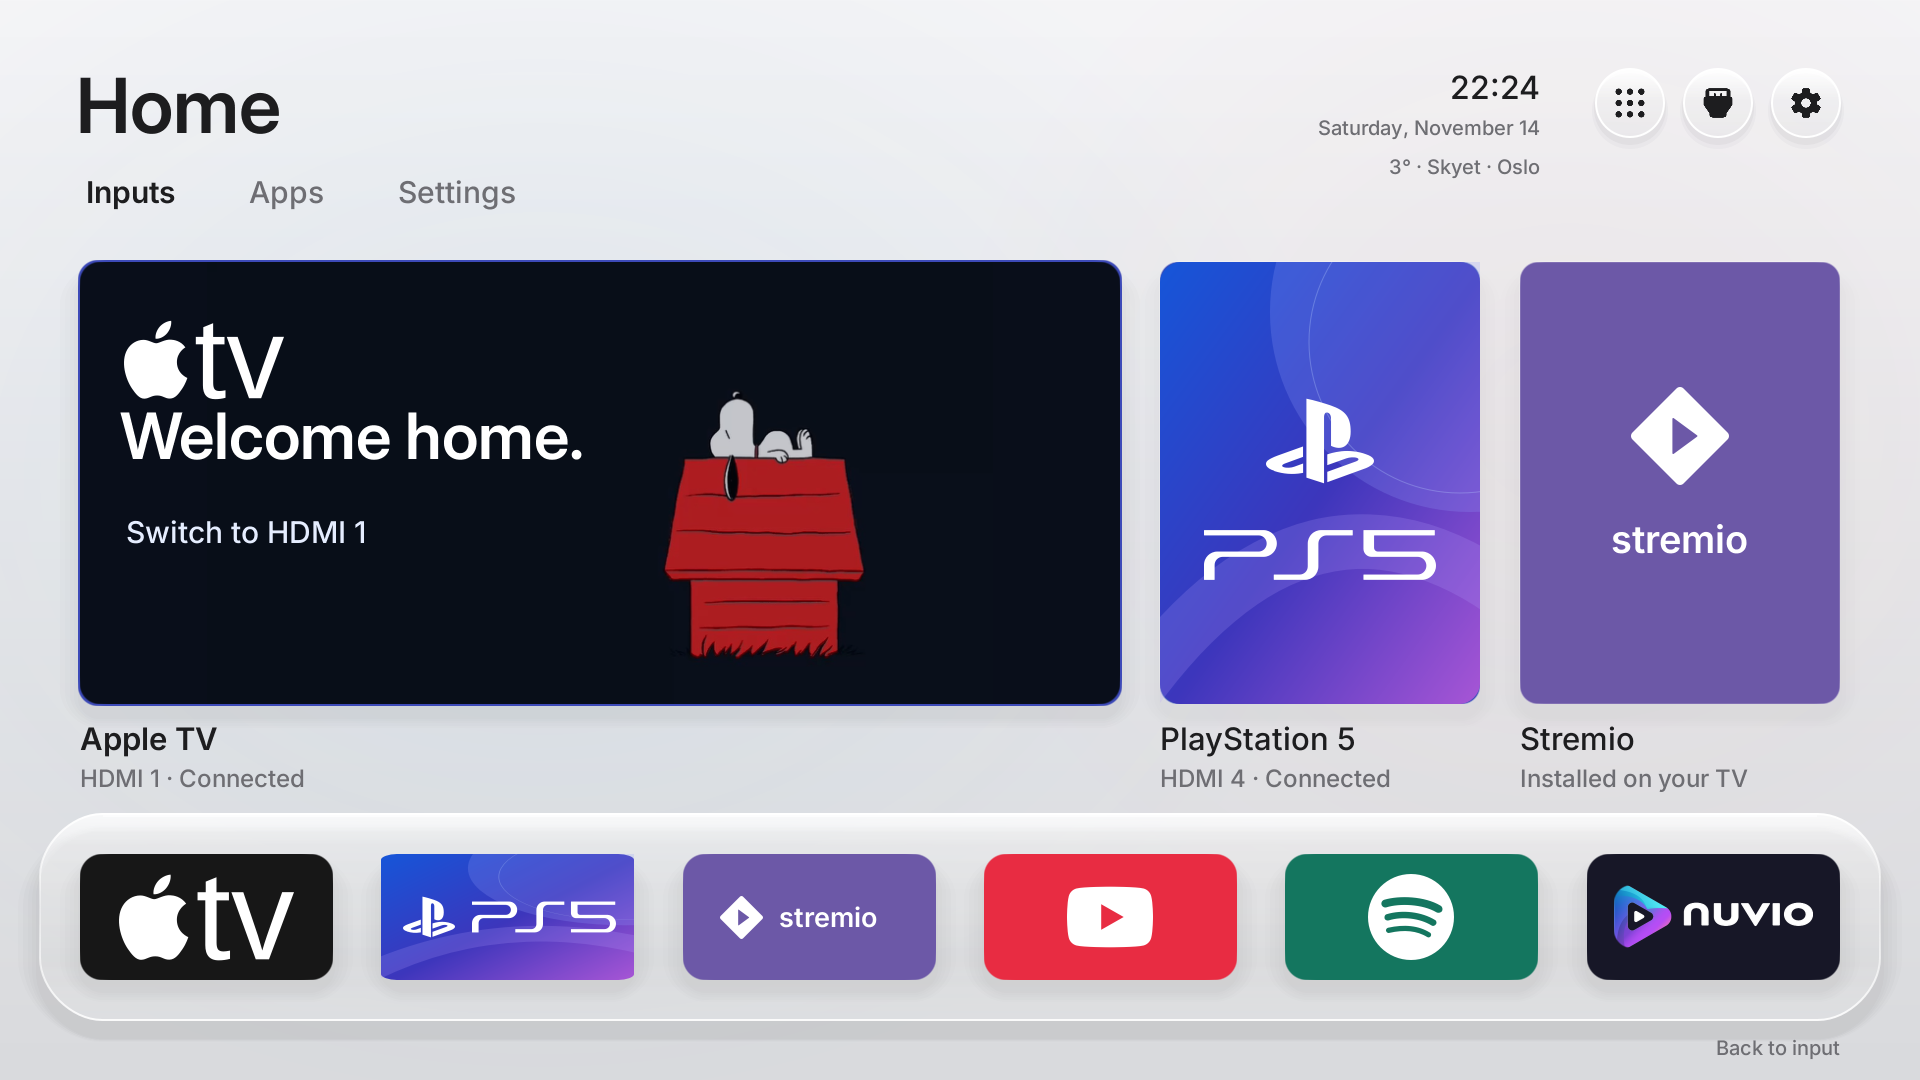 Home
22:24
Saturday, November 14
3° · Skyet · Oslo
Inputs
Apps
Settings
tv
Welcome home.
Switch to HDMI 1
PS5
stremio
Apple TV
HDMI 1 · Connected
PlayStation 5
HDMI 4 · Connected
Stremio
Installed on your TV
tv
PS5
stremio
nuvio
Back to input